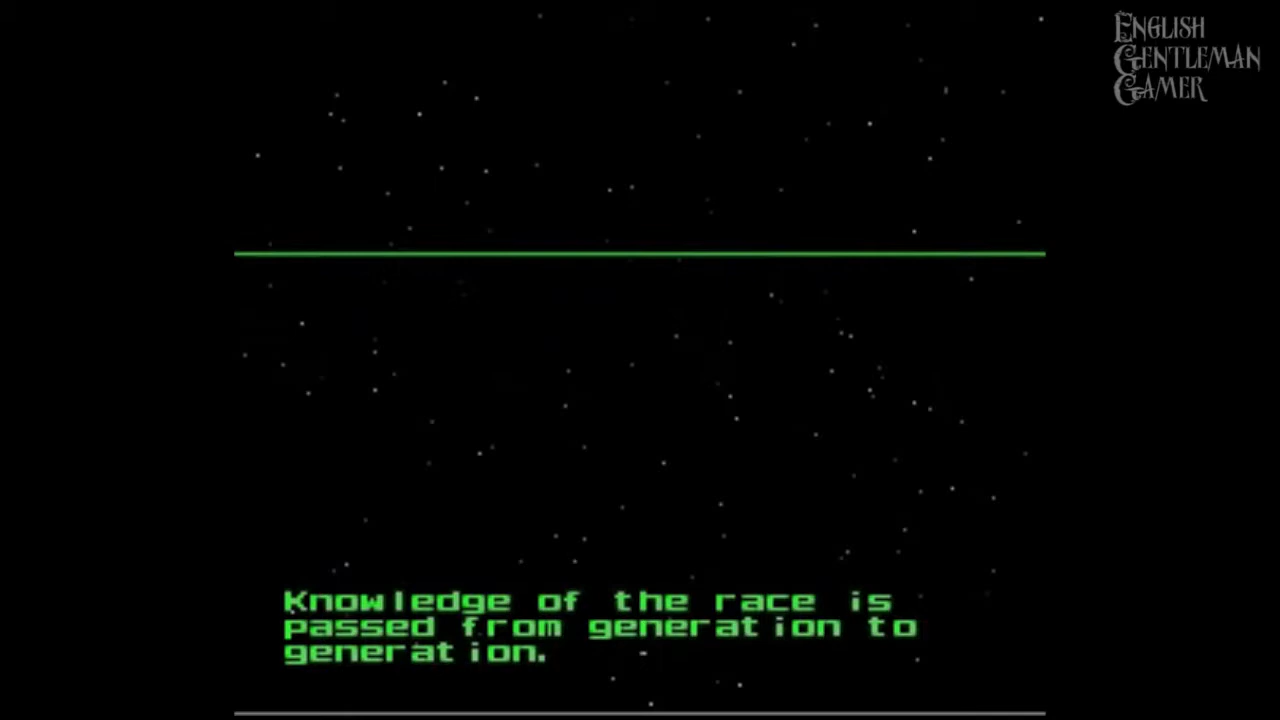 ENGLISH
GENTLEMAN
GAMER
Knowledge of the race is
passed from generation to
generation.